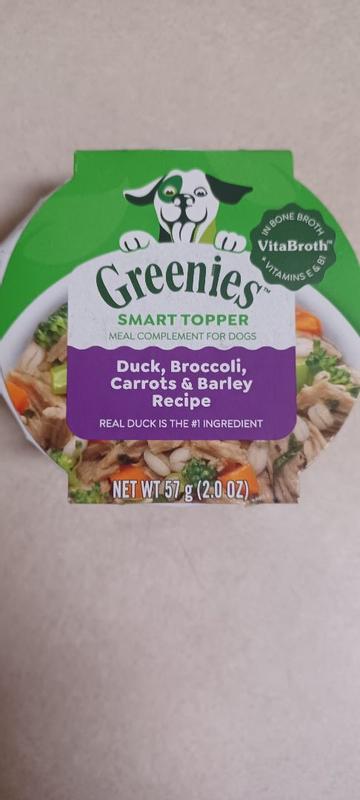 IN BONE BROTH
VitaBroth™
• VITAMINS E & B1
Greenies™
SMART TOPPER
MEAL COMPLEMENT FOR DOGS
Duck, Broccoli,
Carrots & Barley
Recipe
REAL DUCK IS THE #1 INGREDIENT
NET WT 57 g (2.0 OZ)